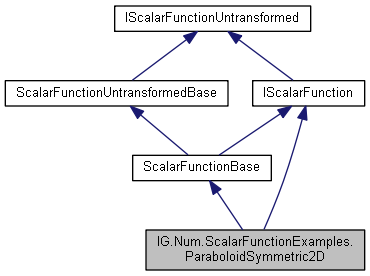 IScalarFunctionUntransformed
ScalarFunctionUntransformedBase
IScalarFunction
ScalarFunctionBase
IG.Num.ScalarFunctionExamples.
ParaboloidSymmetric2D